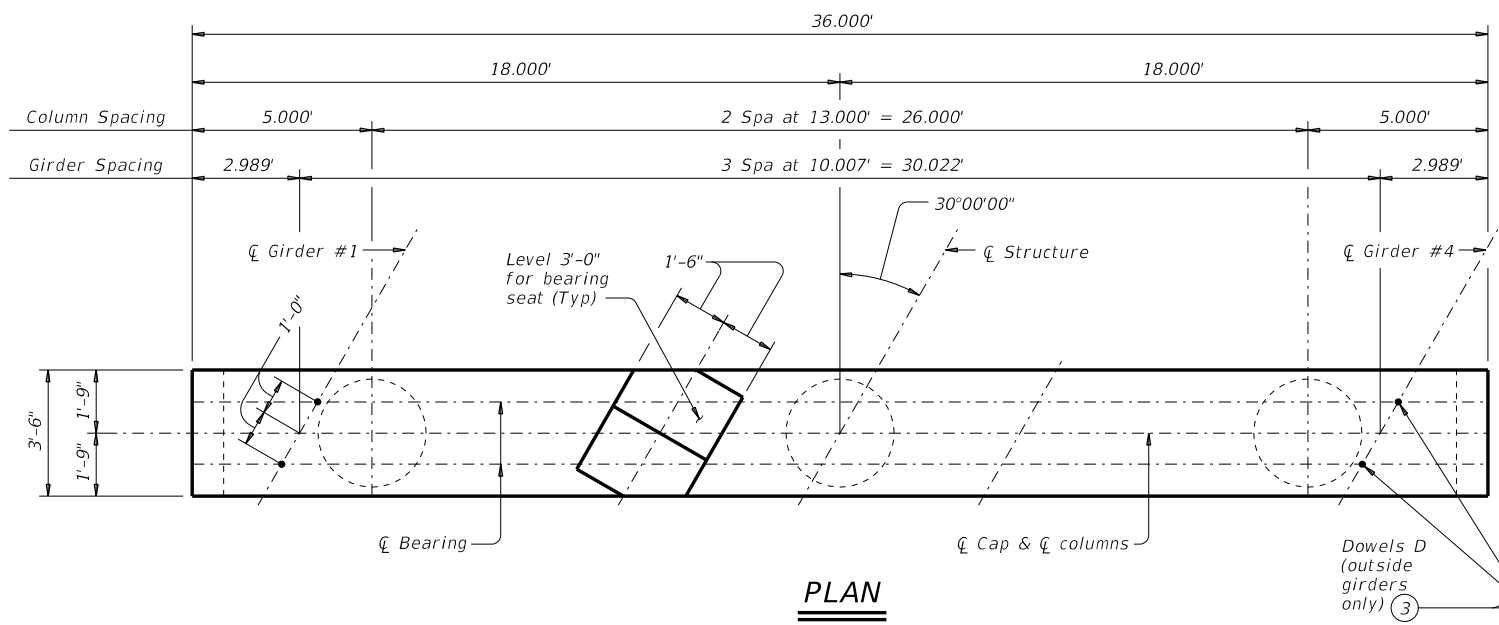 36.000'
18.000'
18.000'
Column Spacing
5.000'
2 Spa at 13.000' = 26.000'
5.000'
Girder Spacing
2.989'
3 Spa at 10.007' = 30.022'
2.989'
30°00'00"
℄ Girder #1
Level 3'-0"
for bearing
seat (Typ)
1'-6"
℄ Structure
℄ Girder #4
1'-0"
3'-6"
1'-9"
1'-9"
℄ Bearing
℄ Cap & ℄ columns
Dowels D
(outside
girders
only) 3
PLAN